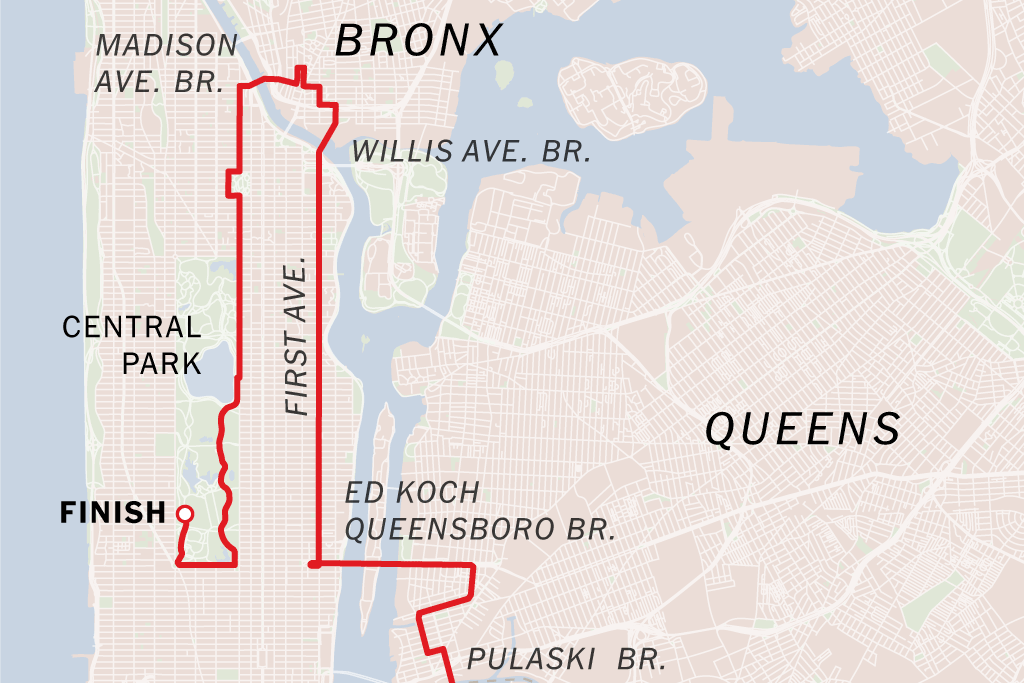 BRONX
MADISON
AVE. BR.
WILLIS AVE. BR.
FIRST AVE.
CENTRAL
PARK
QUEENS
ED KOCH
QUEENSBORO BR.
FINISH
PULASKI BR.